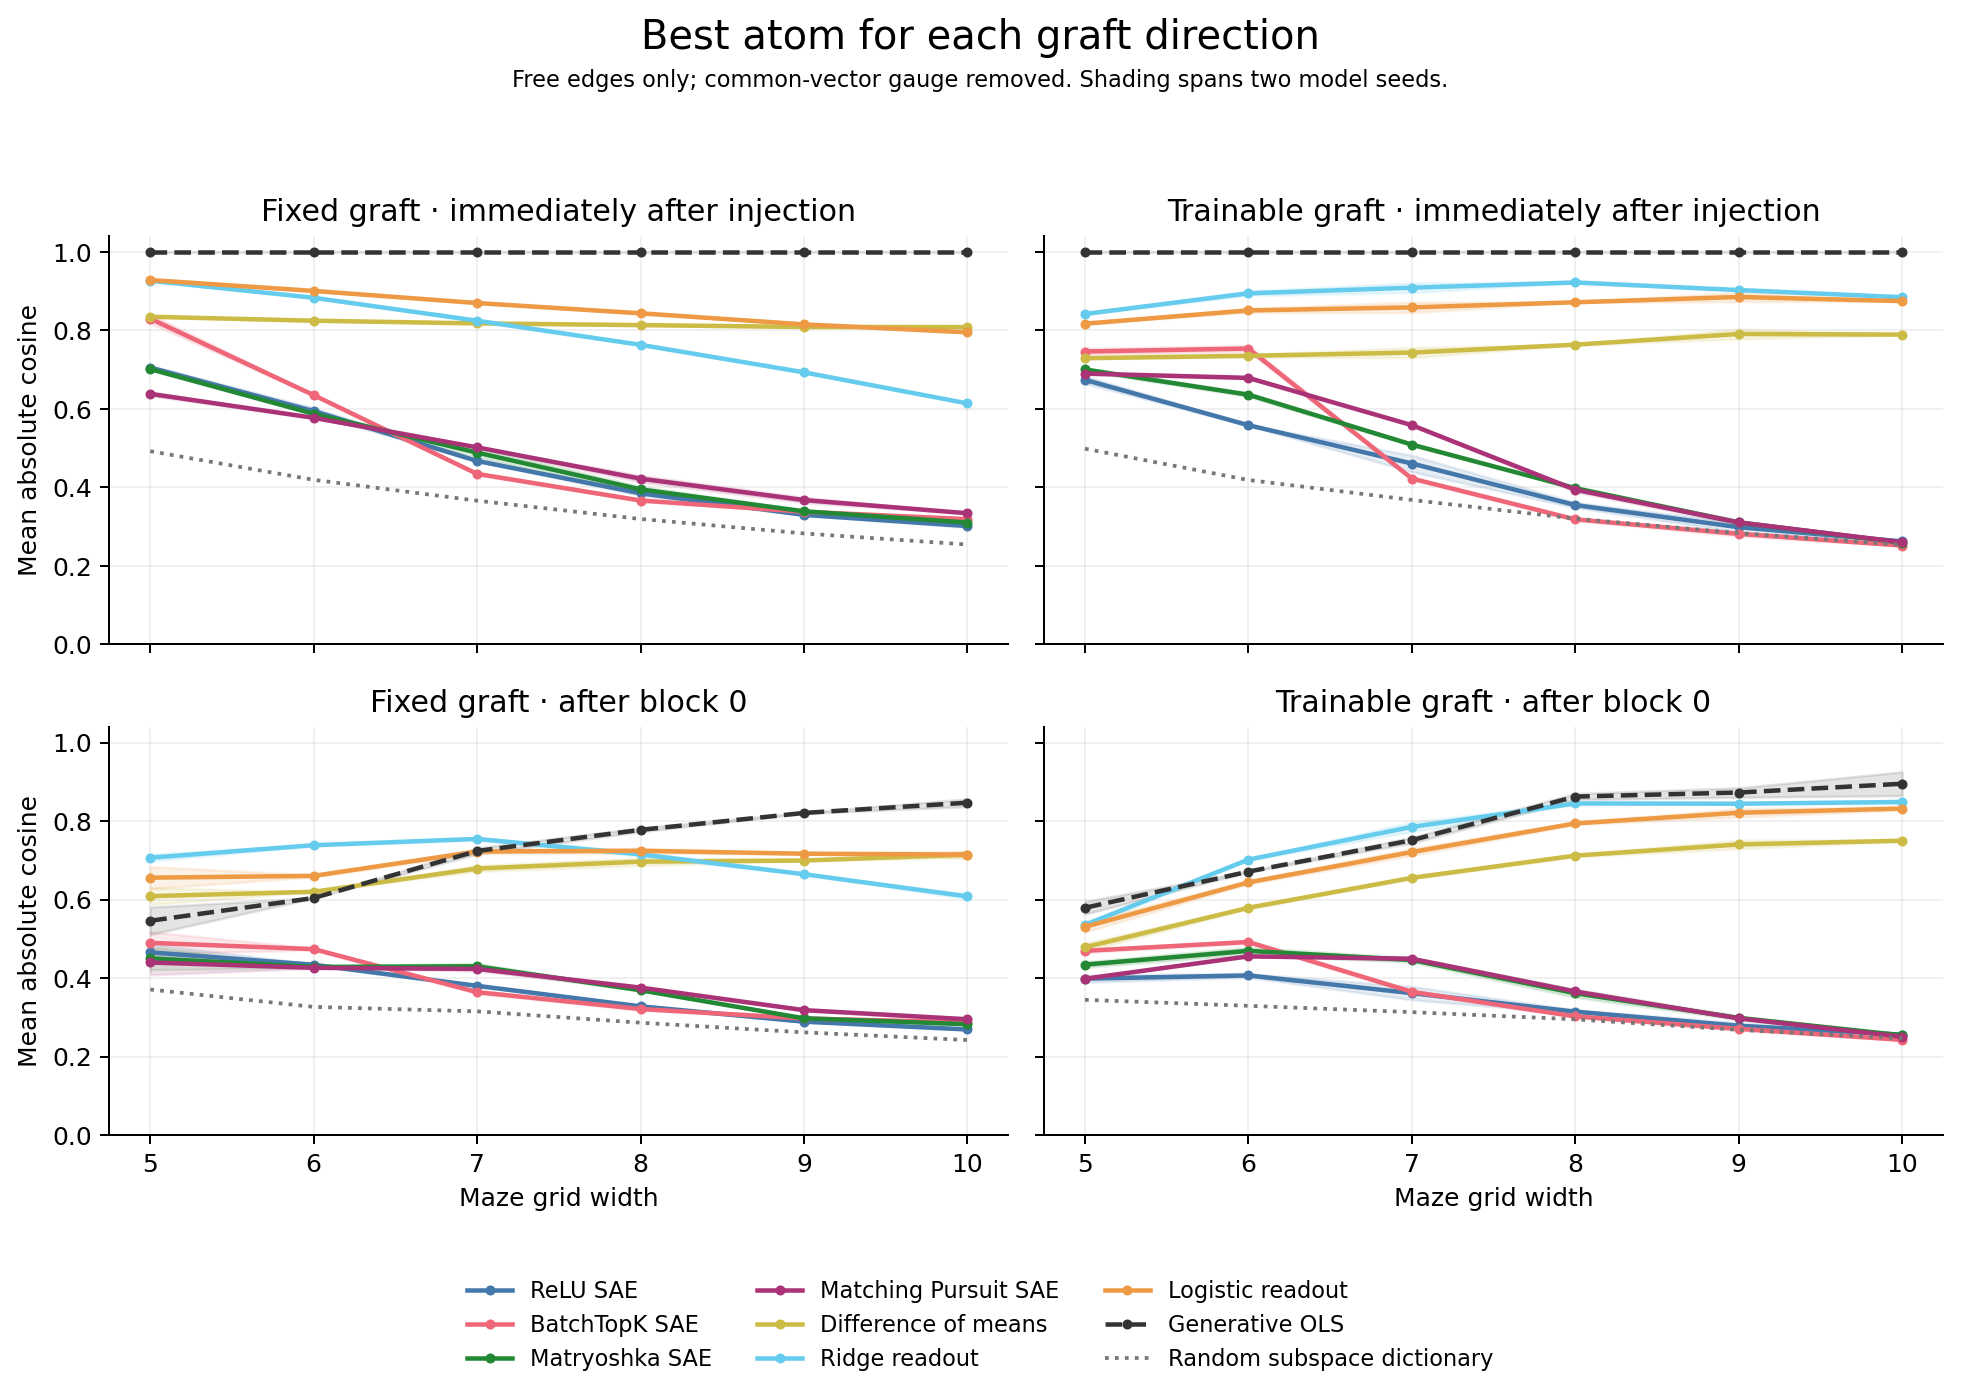 Best atom for each graft direction
Free edges only; common-vector gauge removed. Shading spans two model seeds.
Fixed graft · immediately after injection
Trainable graft · immediately after injection
Mean absolute cosine
1.0
0.8
0.6
0.4
0.2
0.0
Fixed graft · after block 0
Trainable graft · after block 0
Mean absolute cosine
1.0
0.8
0.6
0.4
0.2
0.0
5 6 7 8 9 10
5 6 7 8 9 10
Maze grid width
Maze grid width
ReLU SAE
BatchTopK SAE
Matryoshka SAE
Matching Pursuit SAE
Difference of means
Ridge readout
Logistic readout
Generative OLS
Random subspace dictionary